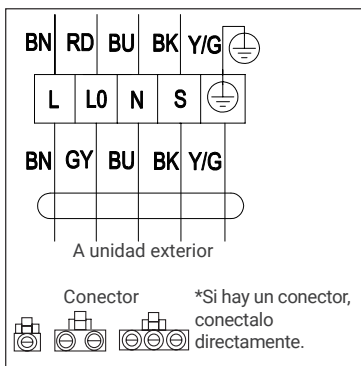 BN RD BU BK Y/G
L L0 N S
BN GY BU BK Y/G
A unidad exterior
Conector
*Si hay un conector,
conectalo
directamente.